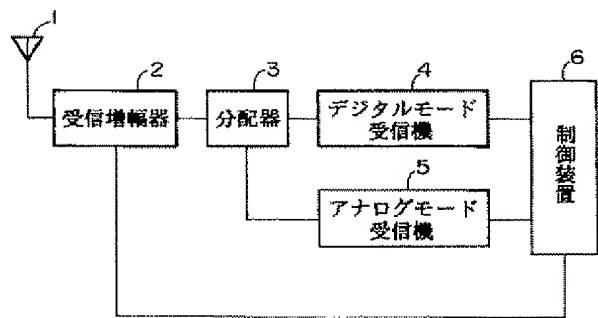 1
2
受信増幅器
3
分配器
4
デジタルモード
受信機
5
アナログモード
受信機
6
制御装置